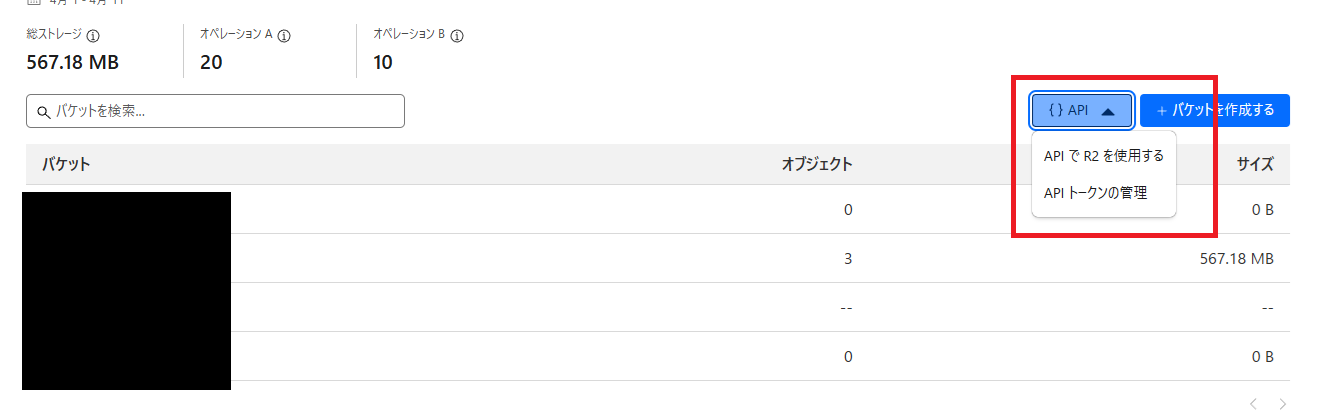 総ストレージ
オペレーション A
オペレーション B
567.18 MB
20
10
バケットを検索...
{ } API
+ バケットを作成する
API で R2 を使用する
API トークンの管理
バケット
オブジェクト
サイズ
0
0 B
3
567.18 MB
--
--
0
0 B